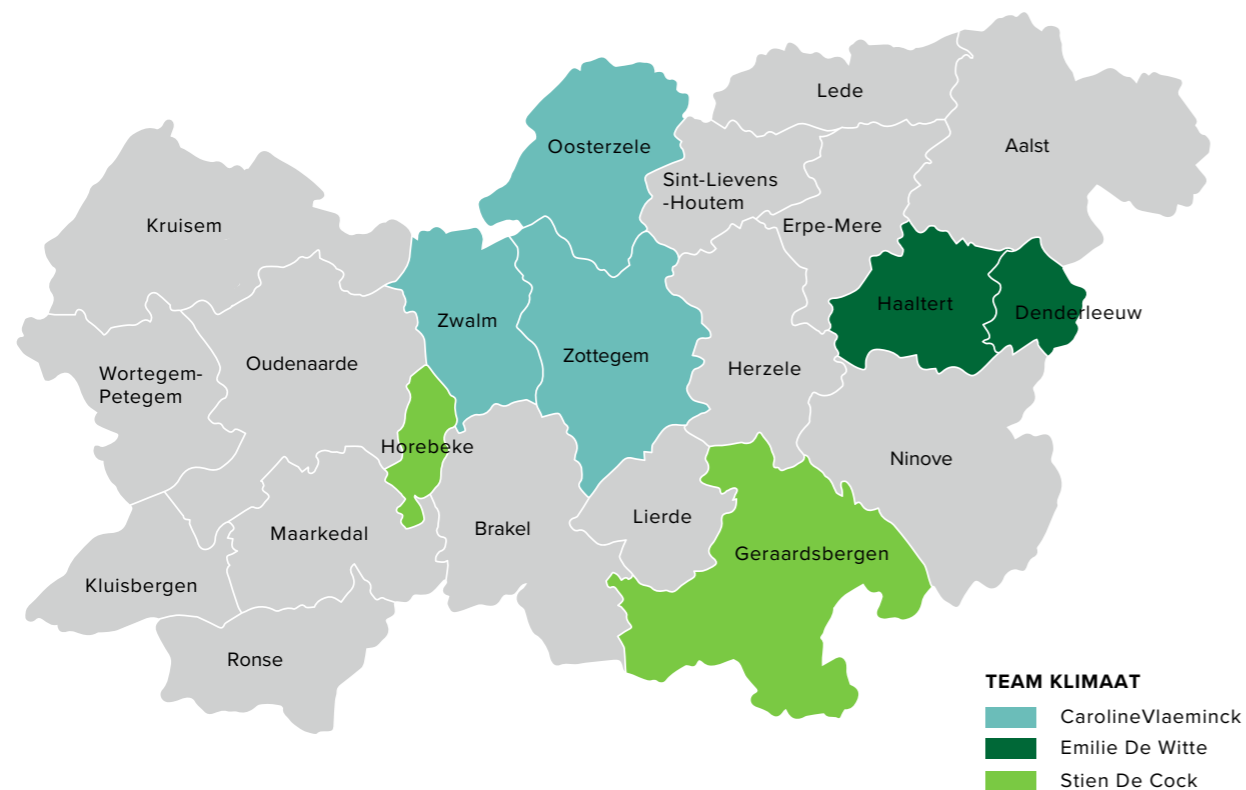 Lede
Aalst
Oosterzele
Sint-Lievens
-Houtem
Kruisem
Erpe-Mere
Haaltert
Denderleeuw
Zwalm
Zottegem
Oudenaarde
Herzele
Wortegem-
Petegem
Horebeke
Ninove
Lierde
Brakel
Maarkedal
Geraardsbergen
Kluisbergen
Ronse
TEAM KLIMAAT
CarolineVlaeminck
Emilie De Witte
Stien De Cock